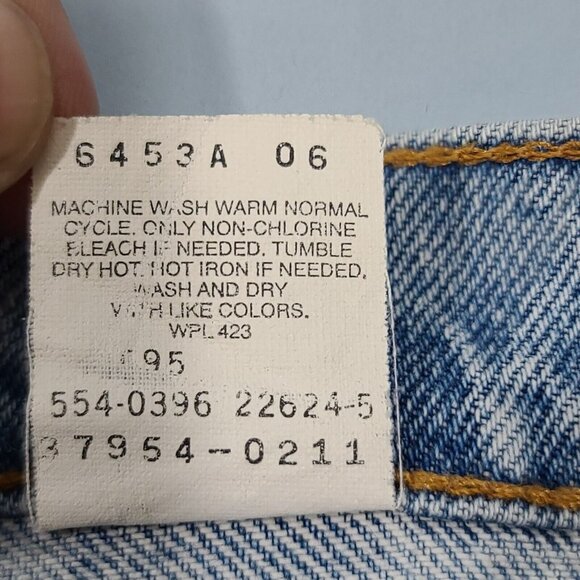 6453A 06
MACHINE WASH WARM NORMAL
CYCLE. ONLY NON-CHLORINE
BLEACH IF NEEDED. TUMBLE
DRY HOT. HOT IRON IF NEEDED.
WASH AND DRY
WITH LIKE COLORS.
WPL 423
95
554-0396 22624-5
37954-0211